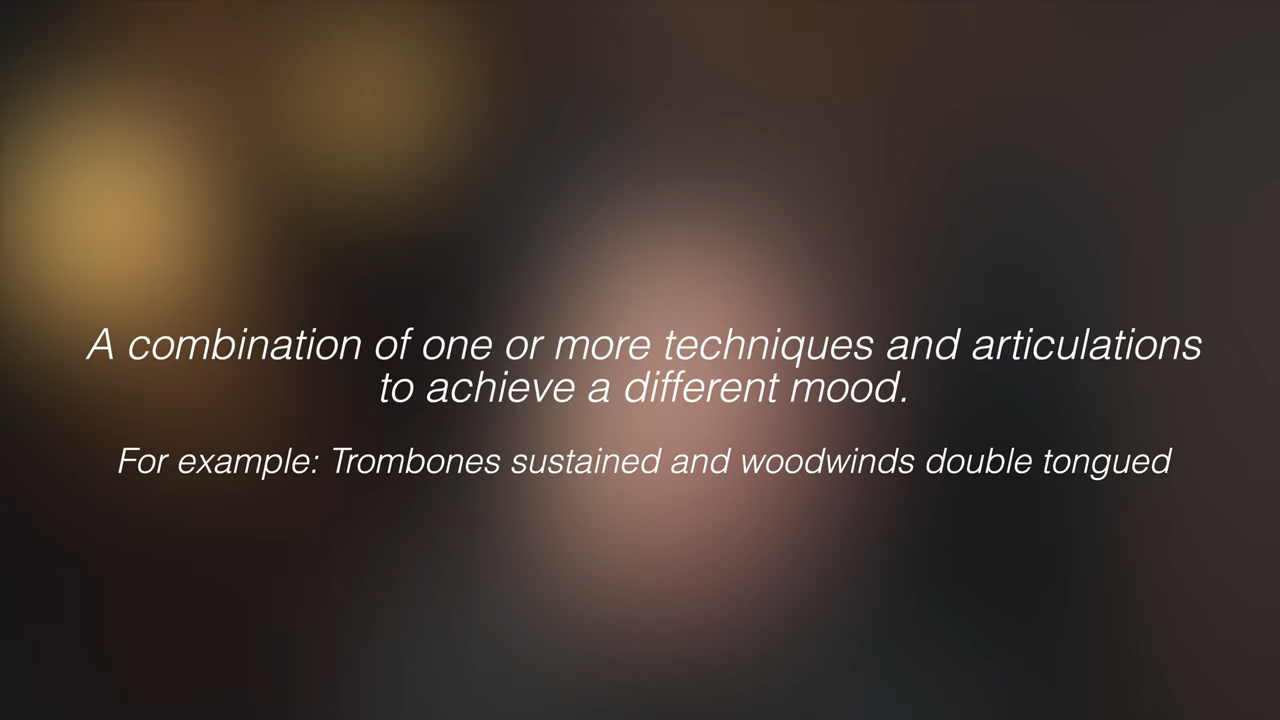 A combination of one or more techniques and articulations
to achieve a different mood.
For example: Trombones sustained and woodwinds double tongued